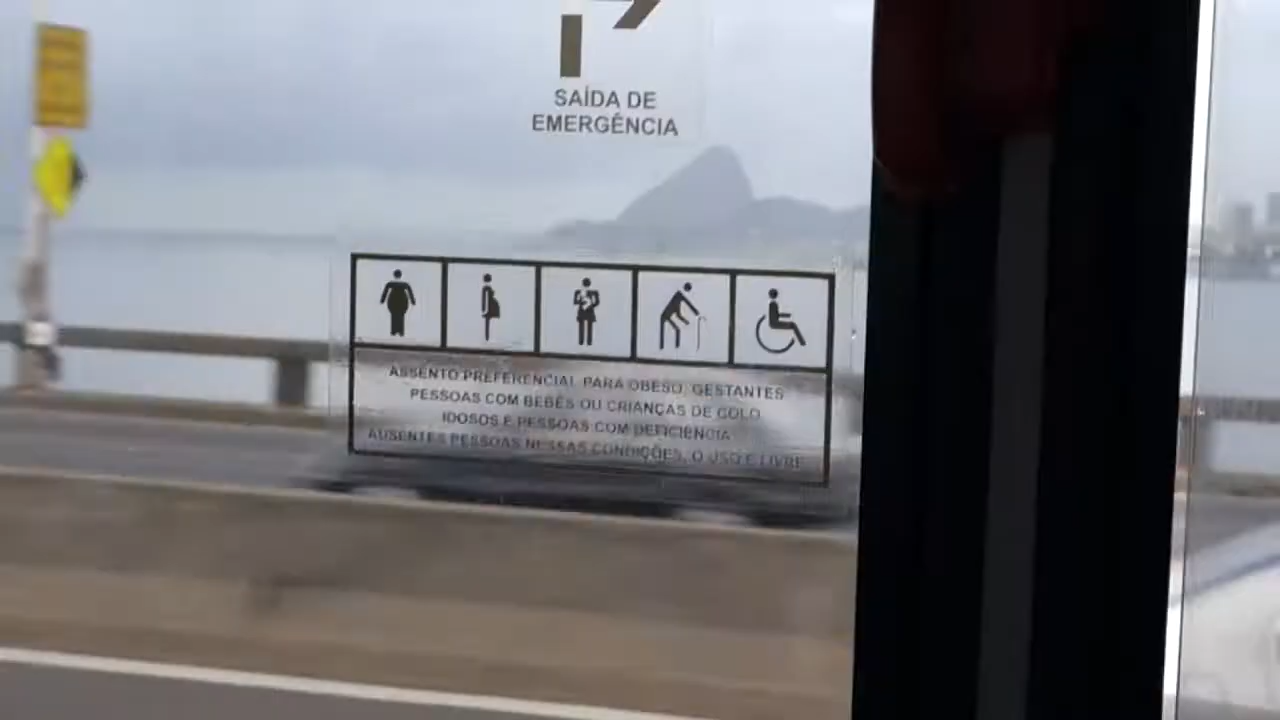 SAÍDA DE
EMERGÊNCIA
ASSENTO PREFERENCIAL PARA OBESO, GESTANTES
PESSOAS COM BEBÊS OU CRIANÇAS DE COLO
IDOSOS E PESSOAS COM DEFICIÊNCIA
AUSENTES PESSOAS NESSAS CONDIÇÕES, O USO É LIVRE